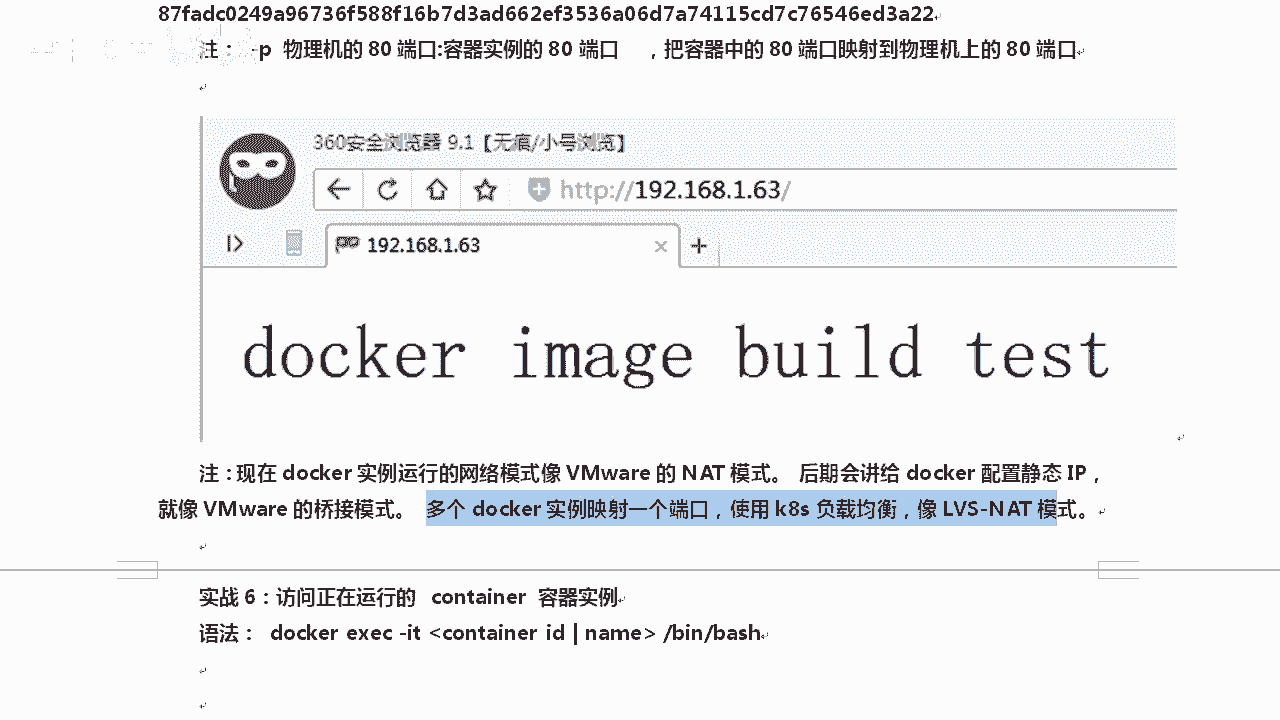 87fadc0249a96736f588f16b7d3ad662ef3536a06d7a74115cd7c76546ed3a22
注： -p 物理机的 80 端口:容器实例的 80 端口 ，把容器中的 80 端口映射到物理机上的 80 端口
360安全浏览器 9.1【无痕/小号浏览】
http://192.168.1.63/
192.168.1.63
docker image build test
注：现在 docker 实例运行的网络模式像 VMware 的 NAT 模式。 后期会讲给 docker 配置静态 IP，
就像 VMware 的桥接模式。 多个 docker 实例映射一个端口，使用 k8s 负载均衡，像 LVS-NAT 模式。
实战 6：访问正在运行的 container 容器实例
语法： docker exec -it <container id | name> /bin/bash